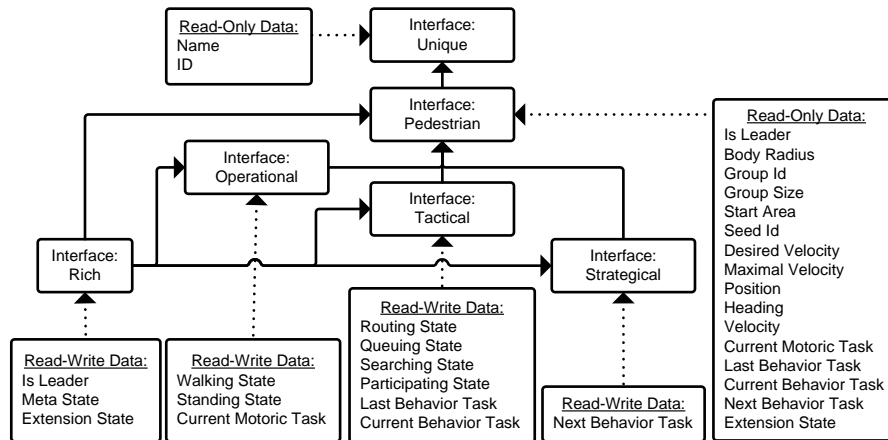 Read-Only Data:
Name
ID
Interface:
Unique
Interface:
Pedestrian
Interface:
Operational
Interface:
Tactical
Interface:
Rich
Interface:
Strategical
Read-Only Data:
Is Leader
Body Radius
Group Id
Group Size
Start Area
Seed Id
Desired Velocity
Maximal Velocity
Position
Heading
Velocity
Current Motoric Task
Last Behavior Task
Current Behavior Task
Next Behavior Task
Extension State
Read-Write Data:
Is Leader
Meta State
Extension State
Read-Write Data:
Walking State
Standing State
Current Motoric Task
Read-Write Data:
Routing State
Queuing State
Searching State
Participating State
Last Behavior Task
Current Behavior Task
Read-Write Data:
Next Behavior Task